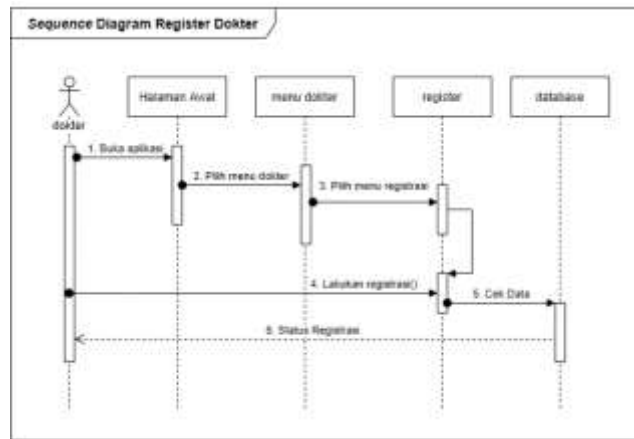 Sequence Diagram Register Dokter
Halaman Awal
menu dokter
register
database
dokter
1. Buka aplikasi
2. Pilih menu dokter
3. Pilih menu registrasi
4. Lakukan registrasi()
5. Cek Data
6. Status Registrasi